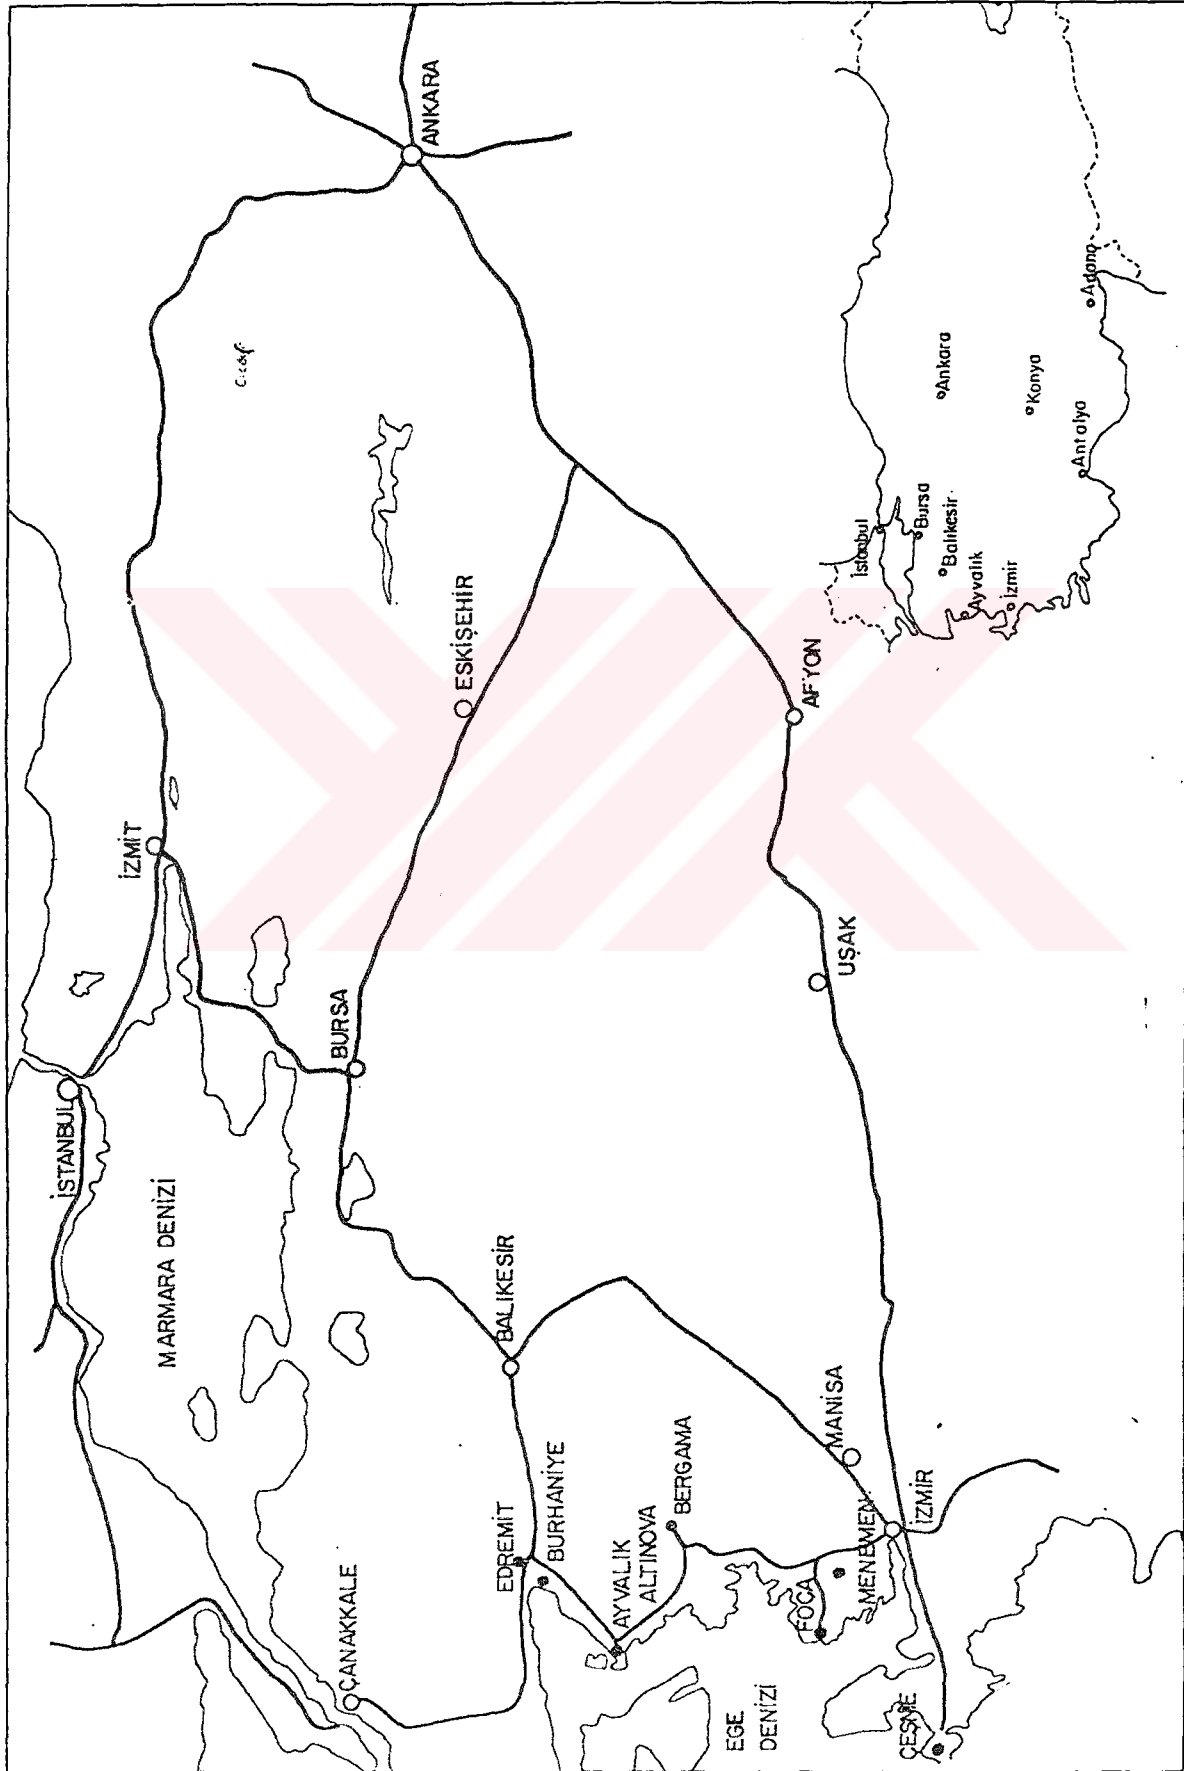 İSTANBUL
İZMİT
ANKARA
MARMARA DENİZİ
BURSA
ESKİŞEHİR
ÇANAKKALE
BALIKESİR
EDREMİT
BURHANİYE
AYVALIK
ALTINOVA
BERGAMA
MANİSA
UŞAK
AFYON
EGE
DENİZİ
FOÇA
MENEMEN
İZMİR
ÇEŞME
İstanbul
Bursa
Balıkesir
Ayvalık
İzmir
Ankara
Konya
Antalya
Adana